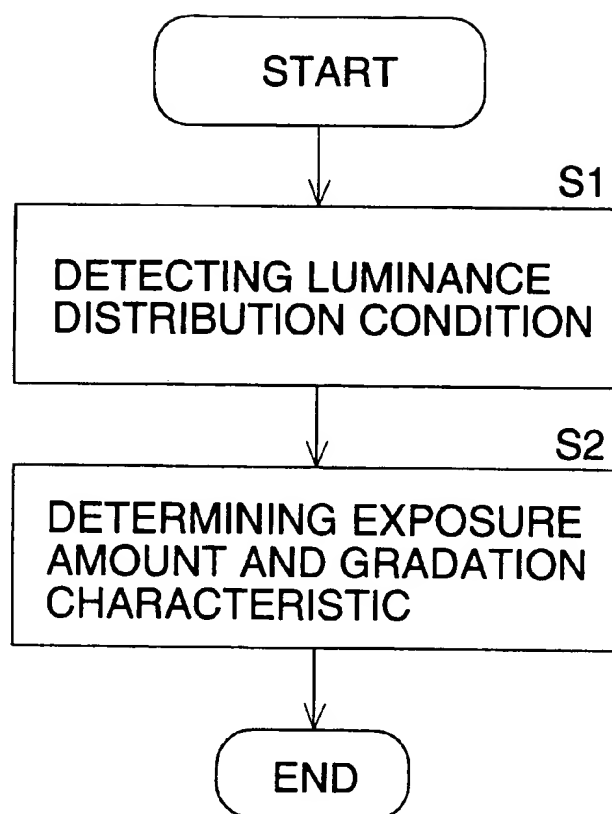 START
S1
DETECTING LUMINANCE
DISTRIBUTION CONDITION
S2
DETERMINING EXPOSURE
AMOUNT AND GRADATION
CHARACTERISTIC
END